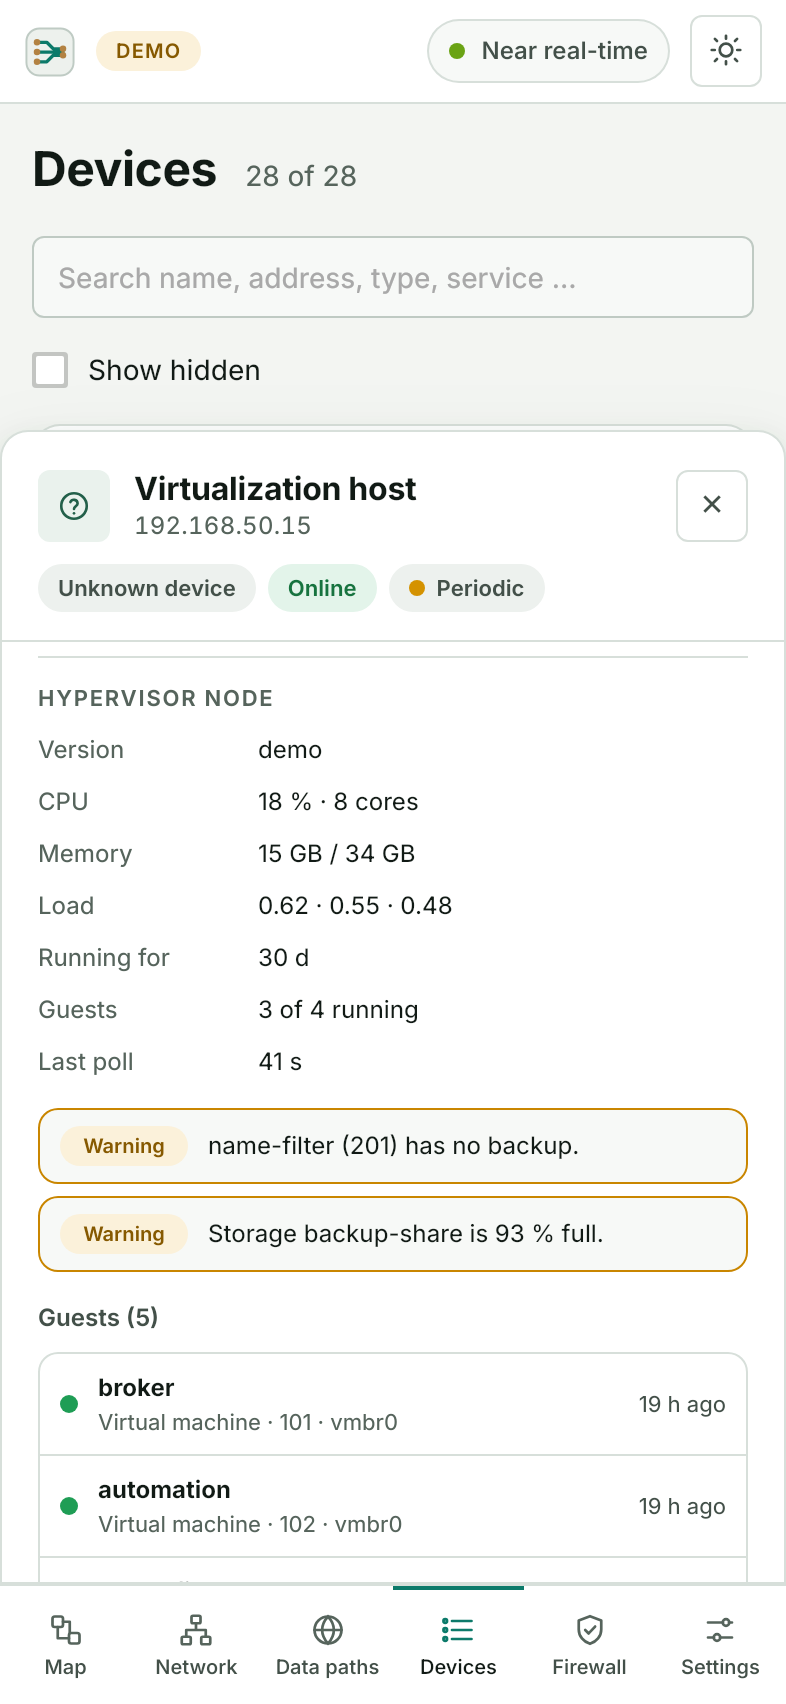 DEMO
Near real-time
Devices 28 of 28
Search name, address, type, service ...
Show hidden
Virtualization host
192.168.50.15
Unknown device Online Periodic
HYPERVISOR NODE
Version demo
CPU 18 % · 8 cores
Memory 15 GB / 34 GB
Load 0.62 · 0.55 · 0.48
Running for 30 d
Guests 3 of 4 running
Last poll 41 s
Warning name-filter (201) has no backup.
Warning Storage backup-share is 93 % full.
Guests (5)
broker
Virtual machine · 101 · vmbr0
19 h ago
automation
Virtual machine · 102 · vmbr0
19 h ago
Map Network Data paths Devices Firewall Settings